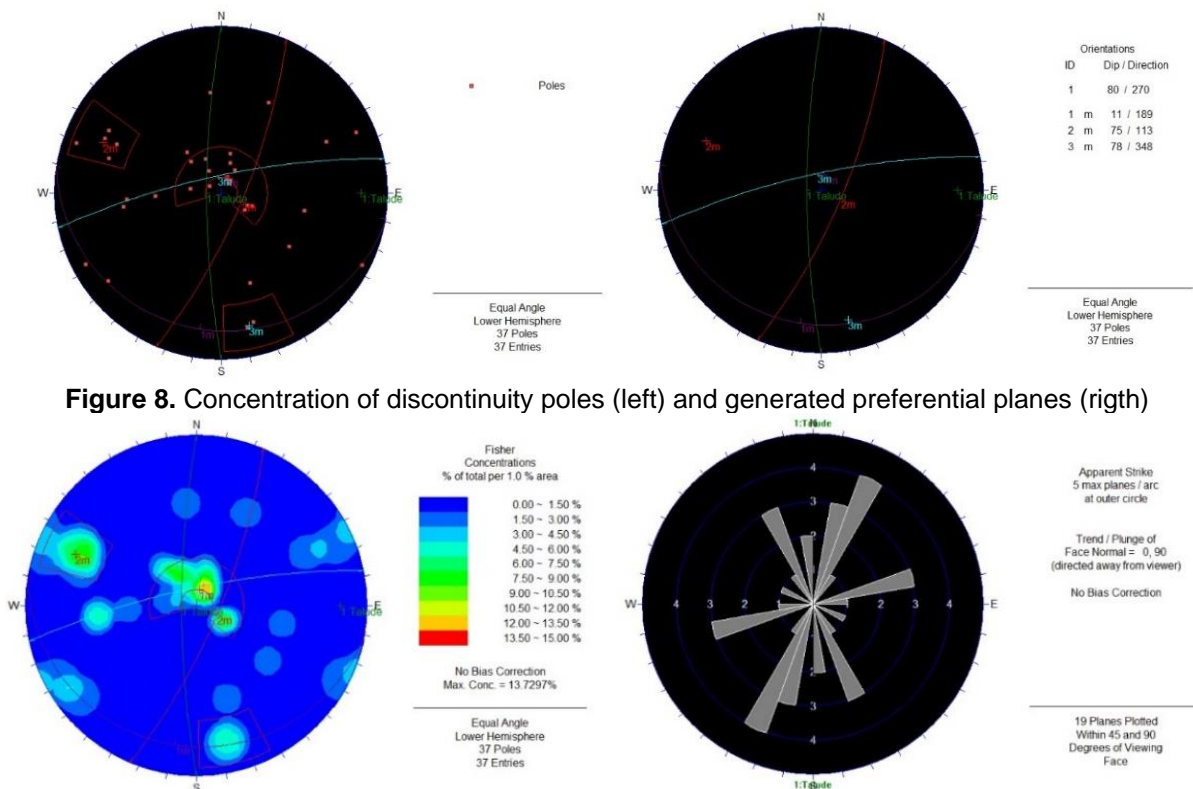 N
W
E
S
2m
3m
1:Talude
1:Talude
1m
Poles
Equal Angle
Lower Hemisphere
37 Poles
37 Entries
N
W
E
S
2m
3m
1:Talude
2m
1:Talude
1m
3m
Orientations
ID Dip / Direction
1 80 / 270
1 m 11 / 189
2 m 75 / 113
3 m 78 / 348
Equal Angle
Lower Hemisphere
37 Poles
37 Entries
Figure 8. Concentration of discontinuity poles (left) and generated preferential planes (rigth)
N
W
E
S
2m
2m
1:Talude
Fisher
Concentrations
% of total per 1.0 % area
0.00 ~ 1.50 %
1.50 ~ 3.00 %
3.00 ~ 4.50 %
4.50 ~ 6.00 %
6.00 ~ 7.50 %
7.50 ~ 9.00 %
9.00 ~ 10.50 %
10.50 ~ 12.00 %
12.00 ~ 13.50 %
13.50 ~ 15.00 %
No Bias Correction
Max. Conc. = 13.7297%
Equal Angle
Lower Hemisphere
37 Poles
37 Entries
1:Talude
N
4
3
2
W 4 3 2 1 1 2 3 4 E
2
3
3
4
4
S
1:Talude
Apparent Strike
5 max planes / arc
at outer circle
Trend / Plunge of
Face Normal = 0, 90
(directed away from viewer)
No Bias Correction
19 Planes Plotted
Within 45 and 90
Degrees of Viewing
Face